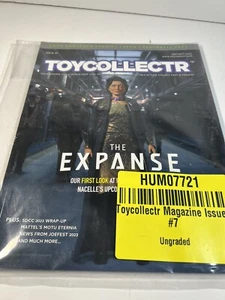 TOYCOLLECTR
THE
EXPANSE
OUR FIRST LOOK AT
NACELLE'S UPCO
HUM07721
Toycollectr Magazine Issue
#7
Ungraded
PLUS: SDCC 2023 WRAP-UP
MATTEL'S MOTU ETERNIA
NEWS FROM JOEFEST 2023
AND MUCH MORE...